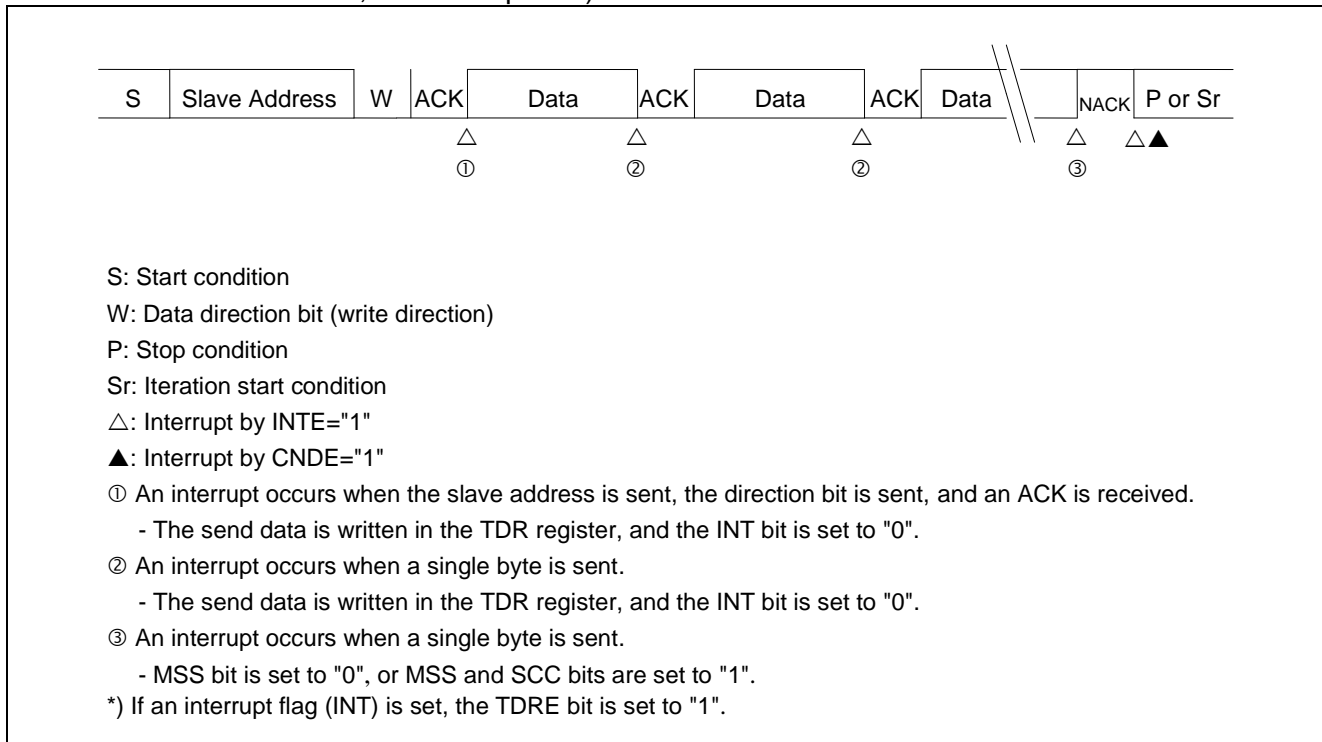 S Slave Address W ACK Data ACK Data ACK Data NACK P or Sr
△ △ △ △ △▲
① ② ② ③
S: Start condition
W: Data direction bit (write direction)
P: Stop condition
Sr: Iteration start condition
△: Interrupt by INTE="1"
▲: Interrupt by CNDE="1"
① An interrupt occurs when the slave address is sent, the direction bit is sent, and an ACK is received.
- The send data is written in the TDR register, and the INT bit is set to "0".
② An interrupt occurs when a single byte is sent.
- The send data is written in the TDR register, and the INT bit is set to "0".
③ An interrupt occurs when a single byte is sent.
- MSS bit is set to "0", or MSS and SCC bits are set to "1".
*) If an interrupt flag (INT) is set, the TDRE bit is set to "1".